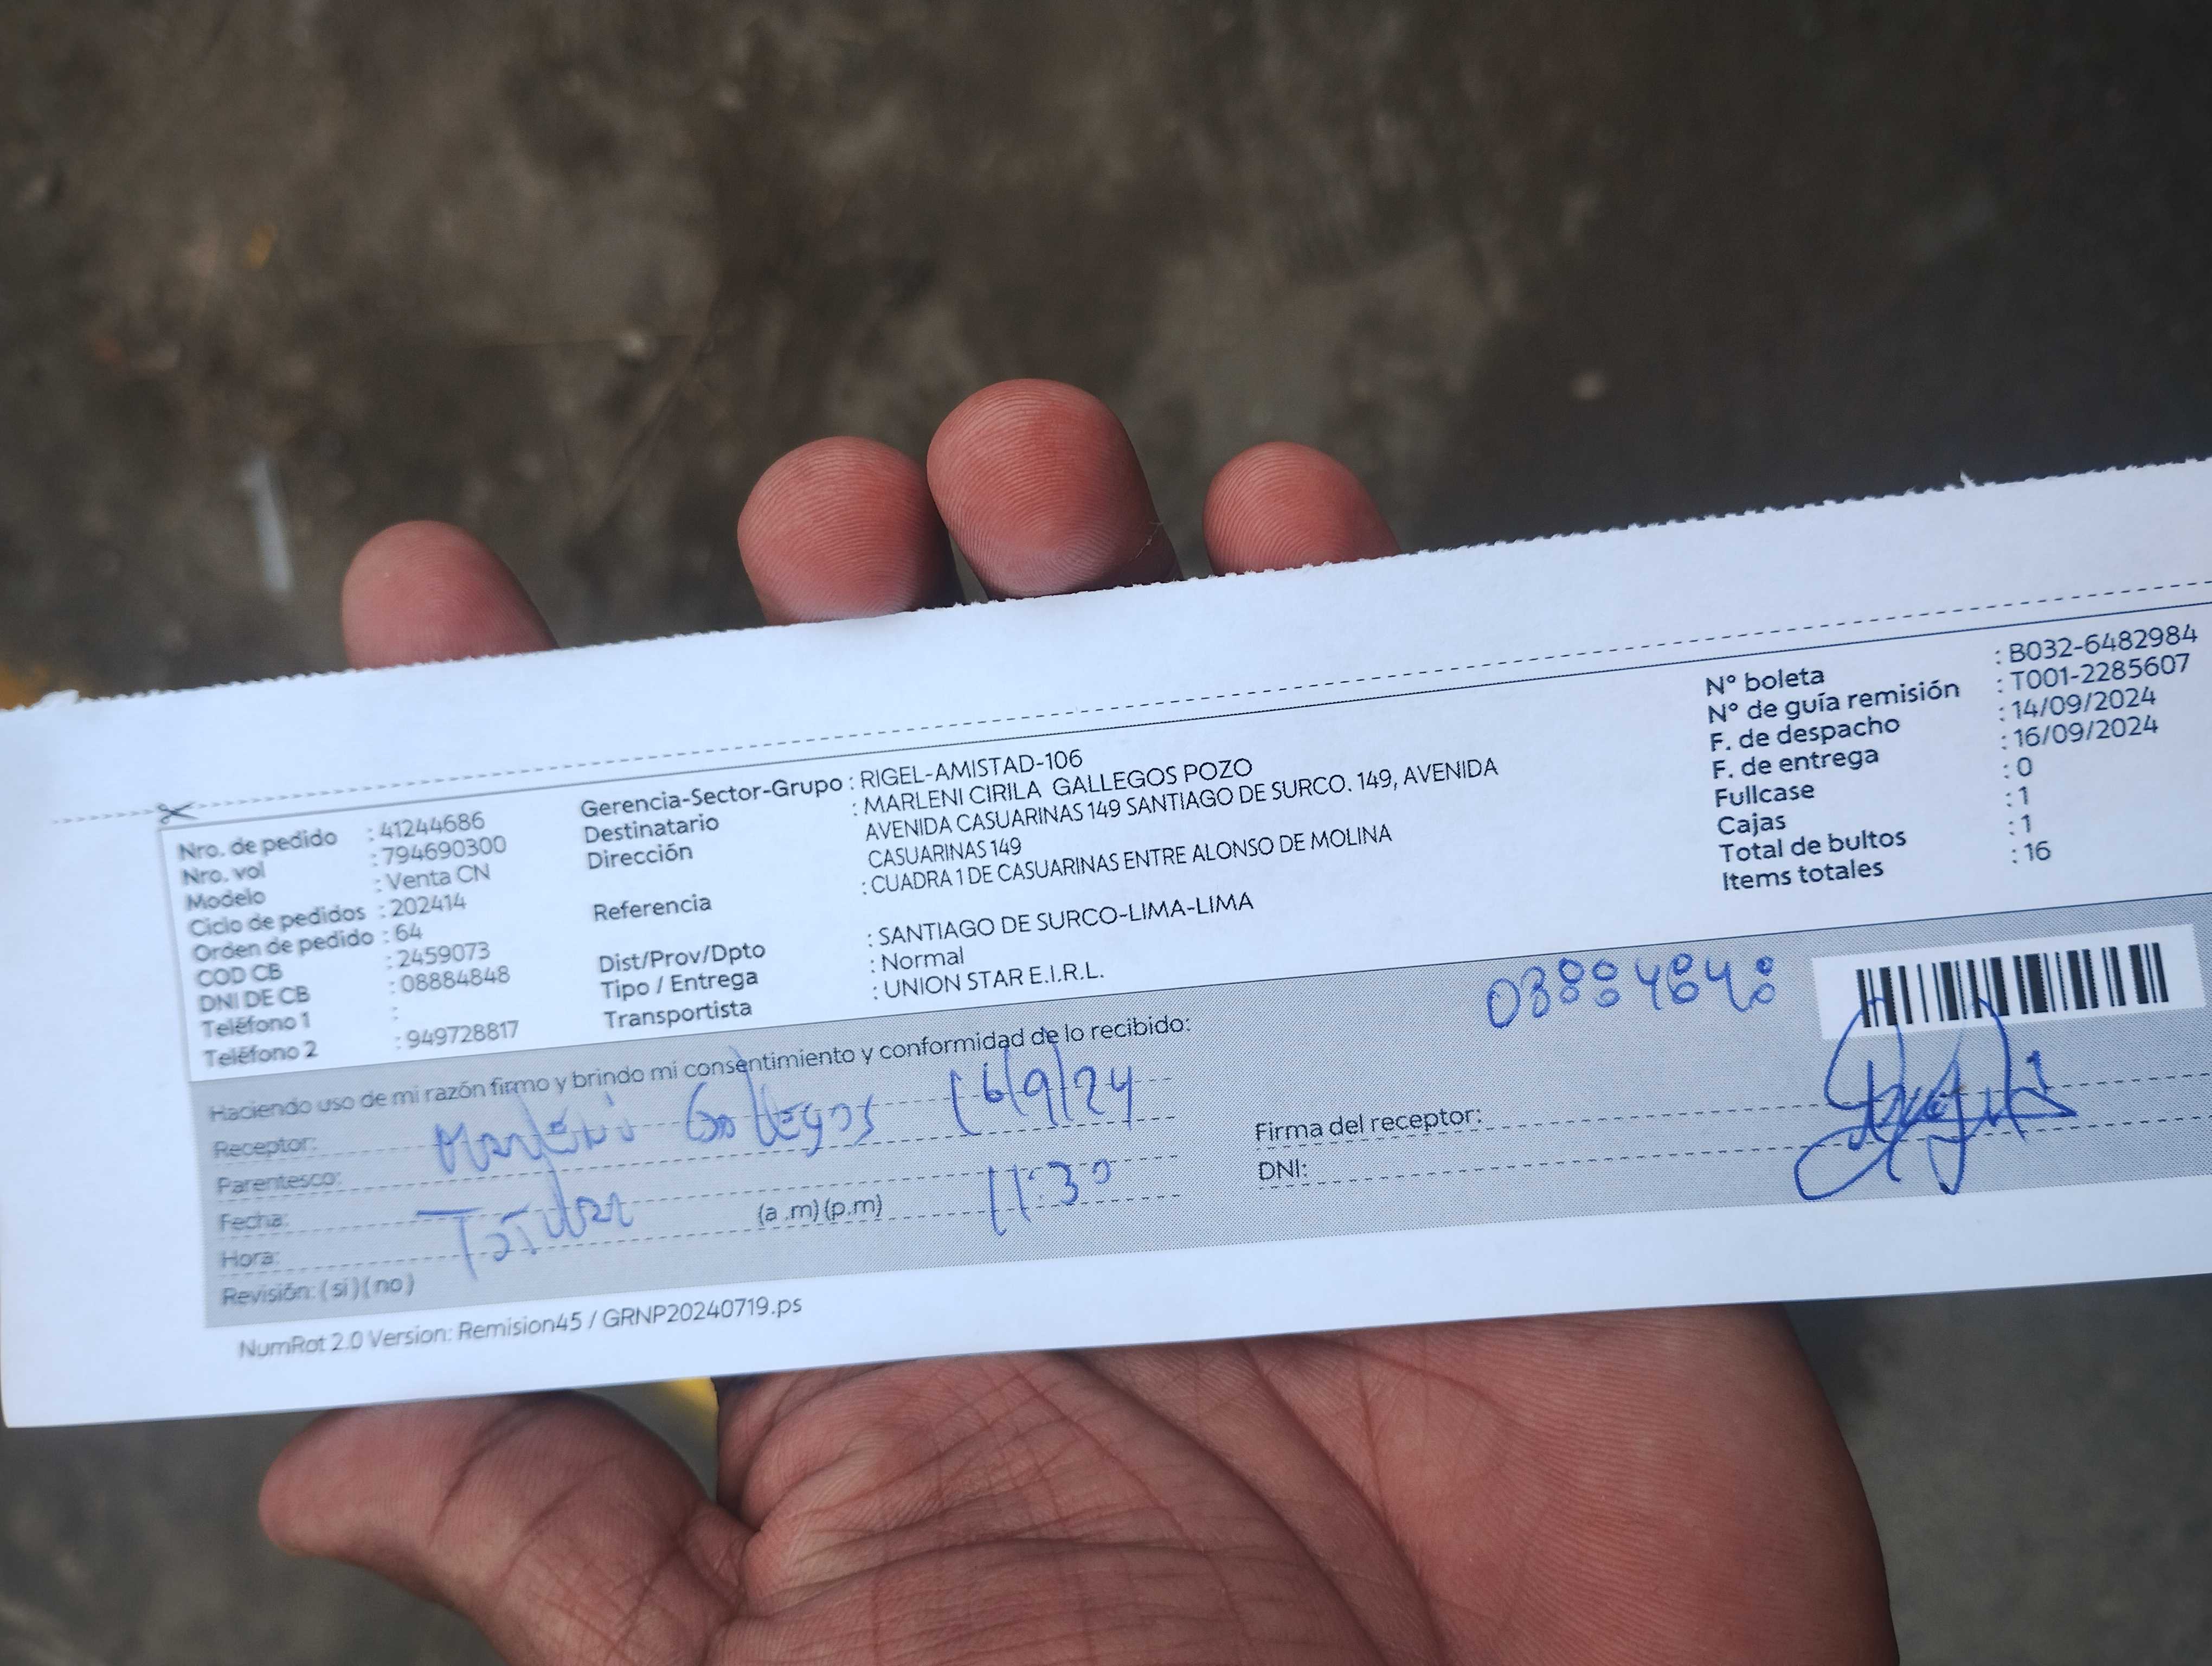 Nro. de pedido : 41244686
Nro. vol : 794690300
Modelo : Venta CN
Ciclo de pedidos : 202414
Orden de pedido : 64
COD CB : 2459073
DNI DE CB : 08884848
Teléfono 1 :
Teléfono 2 : 949728817
Gerencia-Sector-Grupo : RIGEL-AMISTAD-106
Destinatario : MARLENI CIRILA GALLEGOS POZO
Dirección AVENIDA CASUARINAS 149 SANTIAGO DE SURCO. 149, AVENIDA
CASUARINAS 149
Referencia : CUADRA 1 DE CASUARINAS ENTRE ALONSO DE MOLINA
Dist/Prov/Dpto : SANTIAGO DE SURCO-LIMA-LIMA
Tipo / Entrega : Normal
Transportista : UNION STAR E.I.R.L.
N° boleta : B032-6482984
N° de guía remisión : T001-2285607
F. de despacho : 14/09/2024
F. de entrega : 16/09/2024
Fullcase : 0
Cajas : 1
Total de bultos : 1
Items totales : 16
Haciendo uso de mi razón firmo y brindo mi consentimiento y conformidad de lo recibido:
08884848
Receptor: Marleni Gallegos 16/9/24
Parentesco:
Fecha: Titular
Hora: (a .m) (p.m) 11:30
Revisión: ( si ) ( no )
Firma del receptor:
DNI:
NumRot 2.0 Version: Remision45 / GRNP20240719.ps